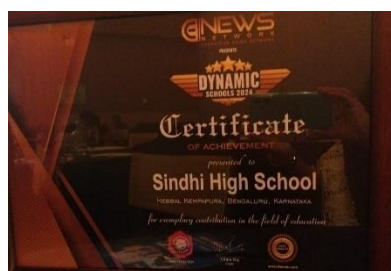 NEWS
NETWORK
PRESENTS
DYNAMIC
SCHOOLS 2024
Certificate
OF ACHIEVEMENT
presented to
Sindhi High School
HEBBAL, KEMPAPURA, BENGALURU, KARNATAKA
for exemplary contribution in the field of education